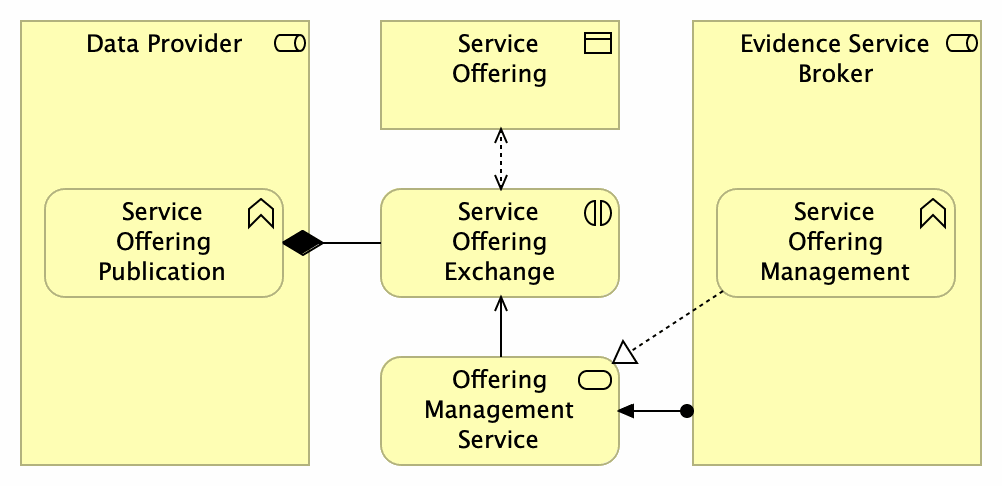 Data Provider
Service
Offering
Evidence Service
Broker
Service
Offering
Publication
Service
Offering
Exchange
Service
Offering
Management
Offering
Management
Service